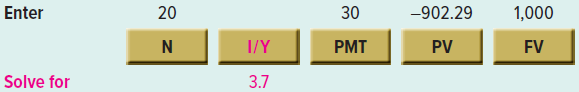 Enter 20 30 –902.29 1,000
N I/Y PMT PV FV
Solve for 3.7